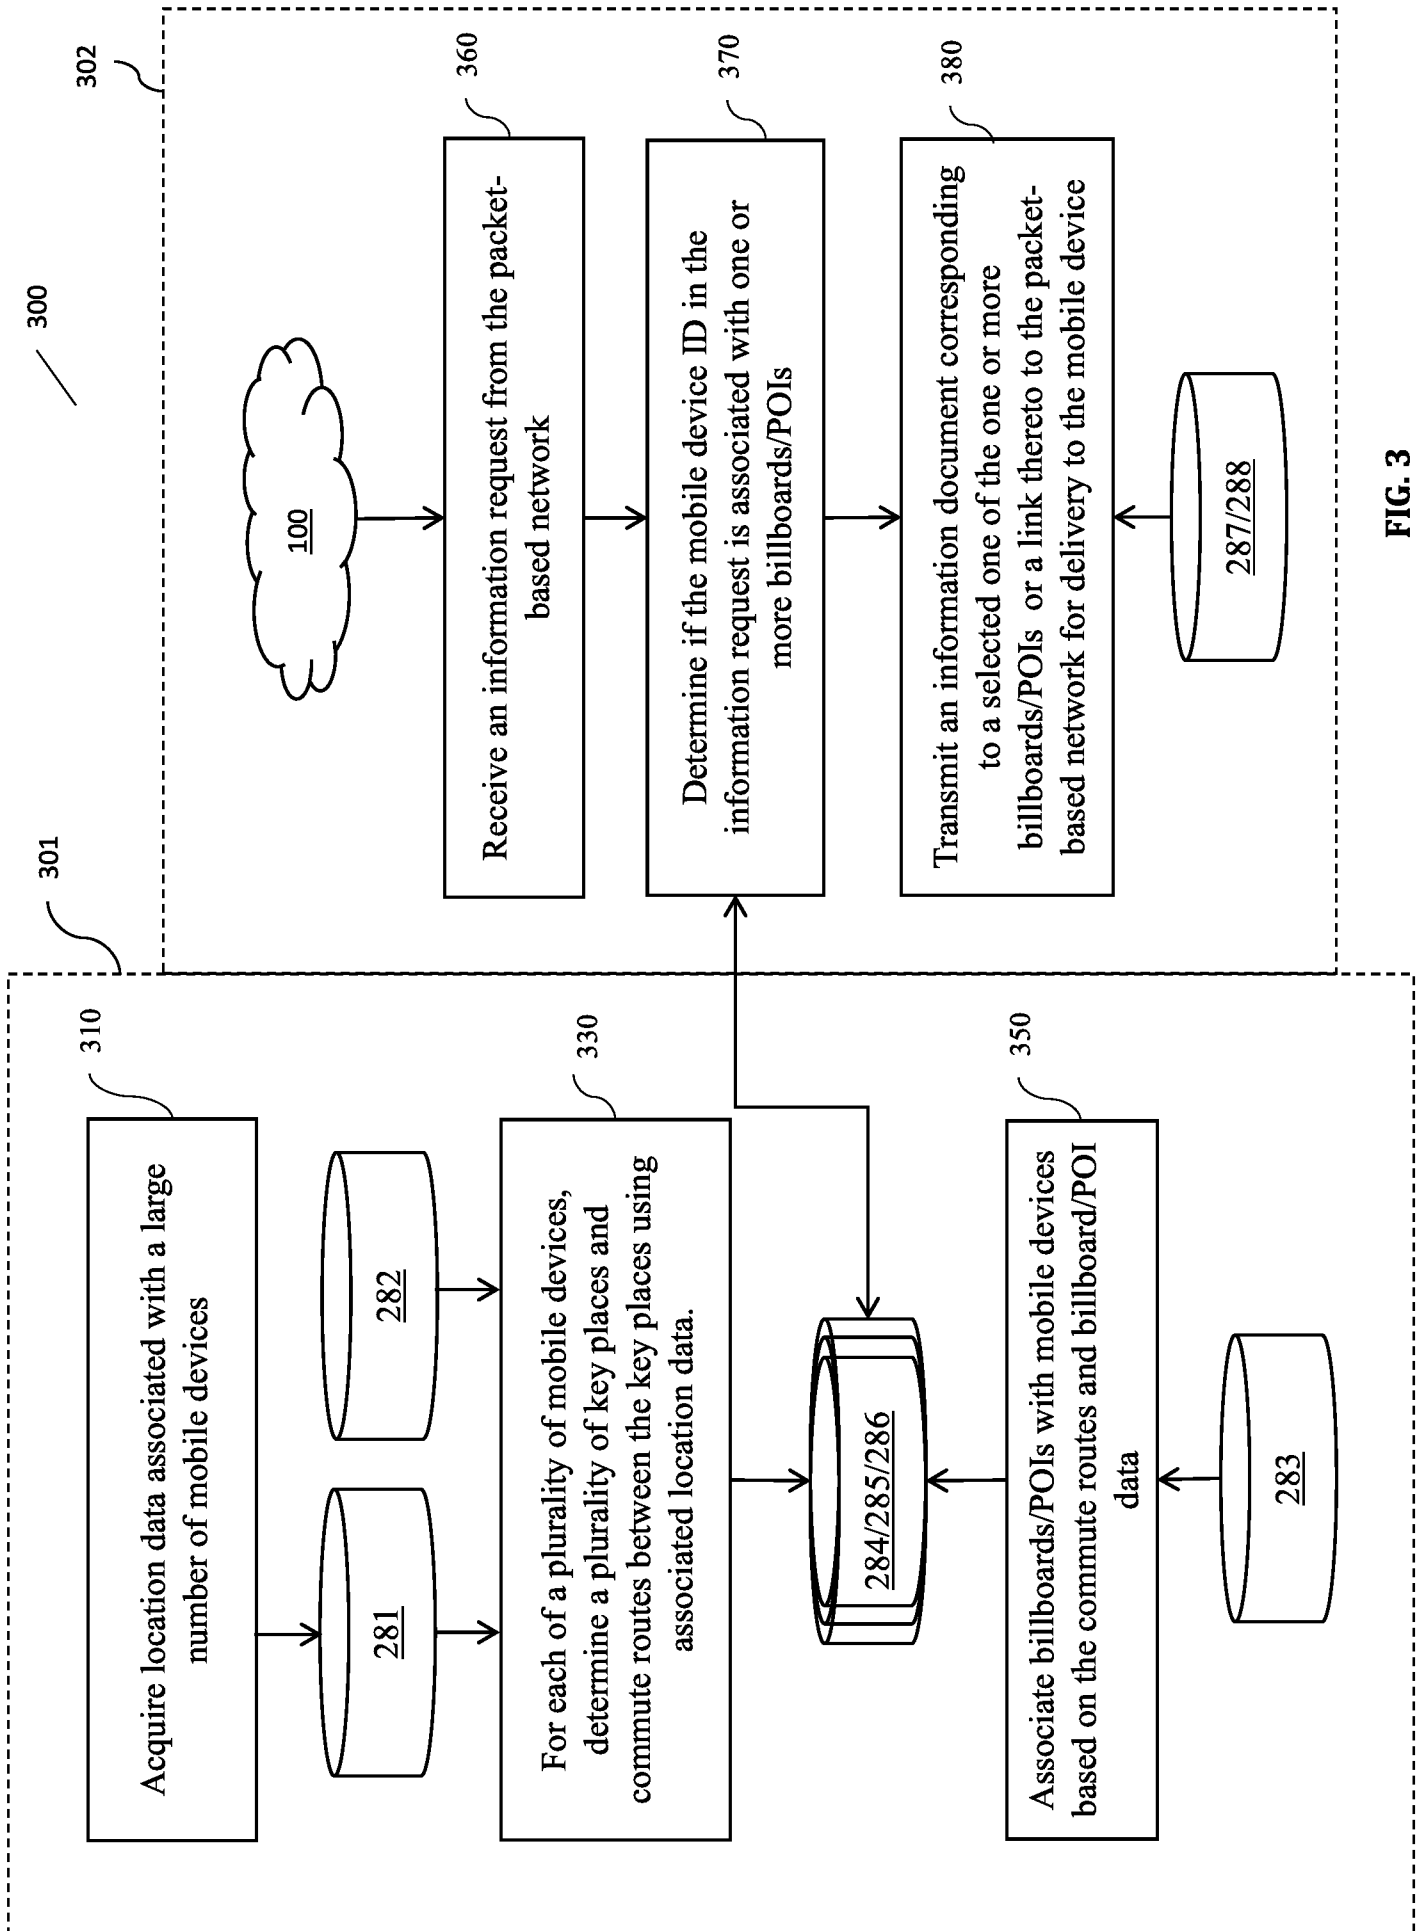 300
301
310
Acquire location data associated with a large
number of mobile devices
281
282
330
For each of a plurality of mobile devices,
determine a plurality of key places and
commute routes between the key places using
associated location data.
284/285/286
350
Associate billboards/POIs with mobile devices
based on the commute routes and billboard/POI
data
283
302
100
360
Receive an information request from the packet-
based network
370
Determine if the mobile device ID in the
information request is associated with one or
more billboards/POIs
380
Transmit an information document corresponding
to a selected one of the one or more
billboards/POIs or a link thereto to the packet-
based network for delivery to the mobile device
287/288
FIG. 3